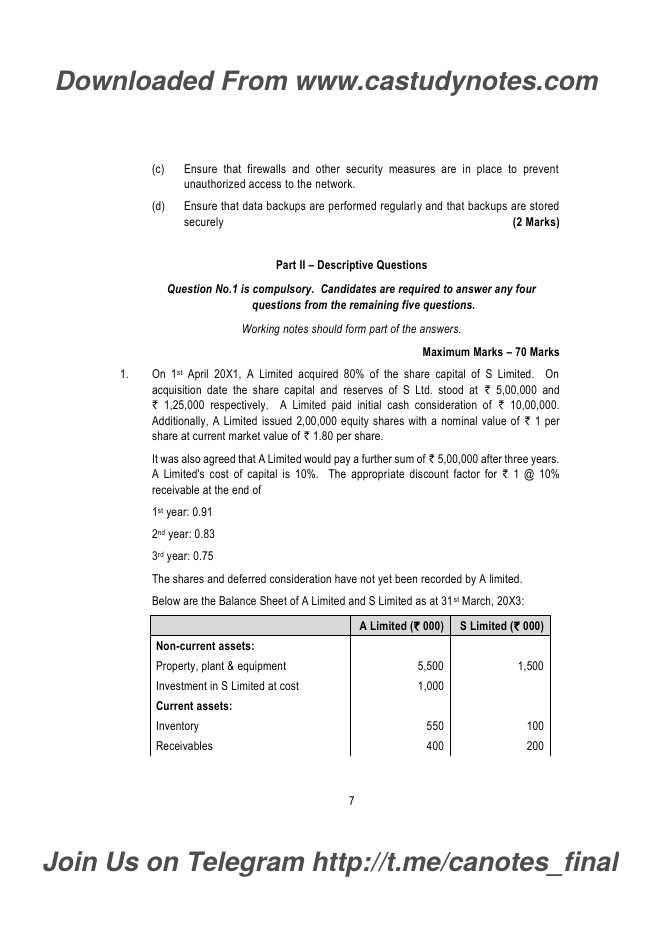 Downloaded From www.castudynotes.com
(c) Ensure that firewalls and other security measures are in place to prevent
unauthorized access to the network.
(d) Ensure that data backups are performed regularly and that backups are stored
securely (2 Marks)
Part II – Descriptive Questions
Question No.1 is compulsory. Candidates are required to answer any four
questions from the remaining five questions.
Working notes should form part of the answers.
Maximum Marks – 70 Marks
1. On 1st April 20X1, A Limited acquired 80% of the share capital of S Limited. On
acquisition date the share capital and reserves of S Ltd. stood at ₹ 5,00,000 and
₹ 1,25,000 respectively. A Limited paid initial cash consideration of ₹ 10,00,000.
Additionally, A Limited issued 2,00,000 equity shares with a nominal value of ₹ 1 per
share at current market value of ₹ 1.80 per share.
It was also agreed that A Limited would pay a further sum of ₹ 5,00,000 after three years.
A Limited's cost of capital is 10%. The appropriate discount factor for ₹ 1 @ 10%
receivable at the end of
1st year: 0.91
2nd year: 0.83
3rd year: 0.75
The shares and deferred consideration have not yet been recorded by A limited.
Below are the Balance Sheet of A Limited and S Limited as at 31st March, 20X3:
A Limited (₹ 000) S Limited (₹ 000)
Non-current assets:
Property, plant & equipment 5,500 1,500
Investment in S Limited at cost 1,000
Current assets:
Inventory 550 100
Receivables 400 200
7
Join Us on Telegram http://t.me/canotes_final